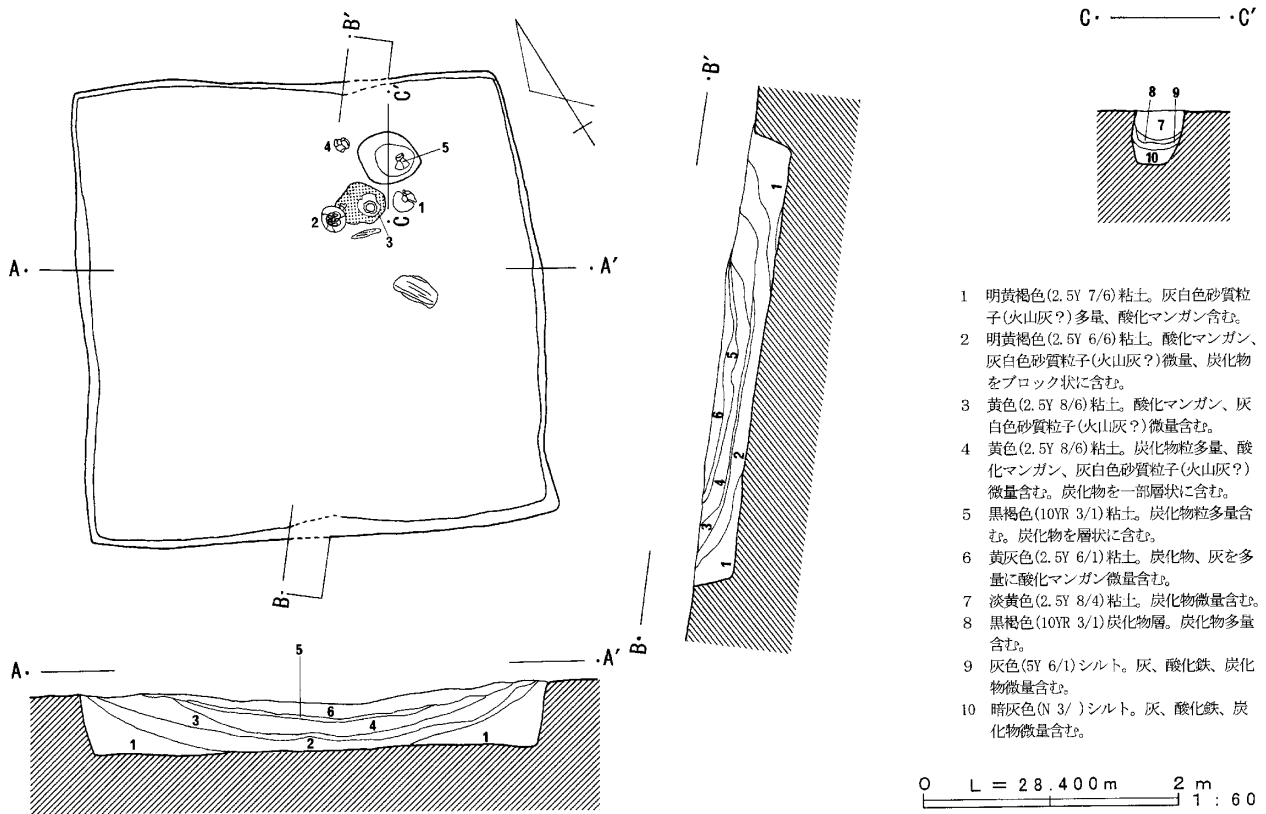 B'
C'
4
5
1
2
C
3
A
A'
B
A
5
A'
6
3
4
1
2
1
B'
1
5
6
2
4
3
1
B
C
C'
8
9
7
10
1 明黄褐色(2.5Y 7/6)粘土。灰白色砂質粒
子(火山灰?)多量、酸化マンガン含む。
2 明黄褐色(2.5Y 6/6)粘土。酸化マンガン、
灰白色砂質粒子(火山灰?)微量、炭化物
をブロック状に含む。
3 黄色(2.5Y 8/6)粘土。酸化マンガン、灰
白色砂質粒子(火山灰?)微量含む。
4 黄色(2.5Y 8/6)粘土。炭化物粒多量、酸
化マンガン、灰白色砂質粒子(火山灰?)
微量含む。炭化物を一部層状に含む。
5 黒褐色(10YR 3/1)粘土。炭化物粒多量含
む。炭化物を層状に含む。
6 黄灰色(2.5Y 6/1)粘土。炭化物、灰を多
量に酸化マンガン微量含む。
7 淡黄色(2.5Y 8/4)粘土。炭化物微量含む。
8 黒褐色(10YR 3/1)炭化物層。炭化物多量
含む。
9 灰色(5Y 6/1)シルト。灰、酸化鉄、炭化
物微量含む。
10 暗灰色(N 3/ )シルト。灰、酸化鉄、炭
化物微量含む。
0 L = 28.400m 2 m
1 : 60